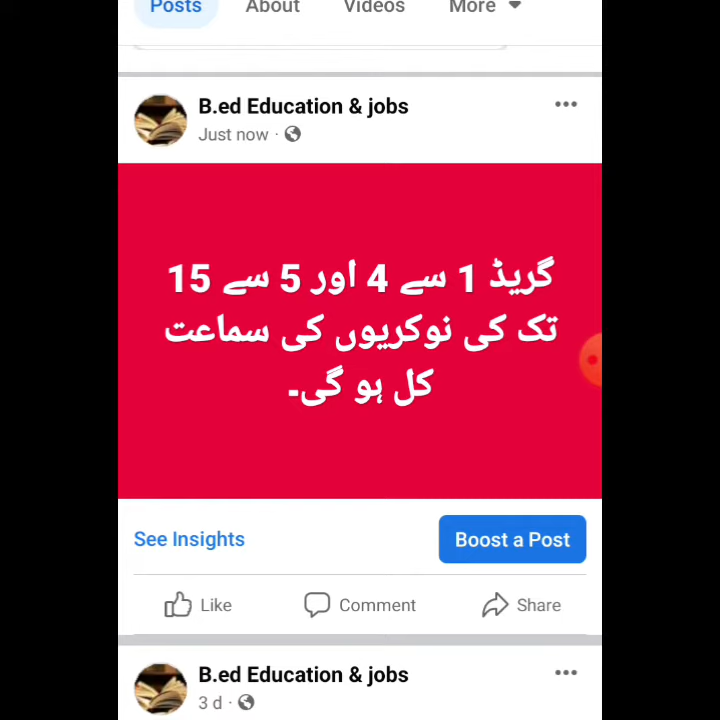 Posts About Videos More
B.ed Education & jobs
Just now ·
گریڈ 1 سے 4 اور 5 سے 15
تک کی نوکریوں کی سماعت
کل ہو گی۔
See Insights Boost a Post
Like Comment Share
B.ed Education & jobs
3 d ·